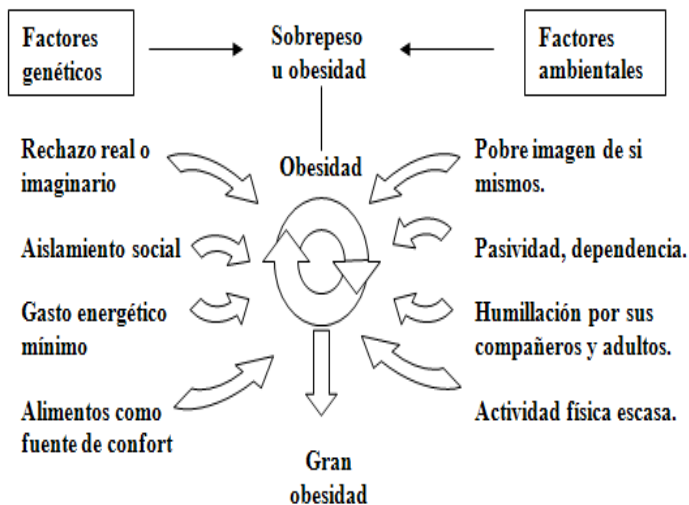 Factores
genéticos
Sobrepeso
u obesidad
Factores
ambientales
Rechazo real o
imaginario
Obesidad
Pobre imagen de si
mismos.
Aislamiento social
Pasividad, dependencia.
Gasto energético
mínimo
Humillación por sus
compañeros y adultos.
Alimentos como
fuente de confort
Actividad física escasa.
Gran
obesidad